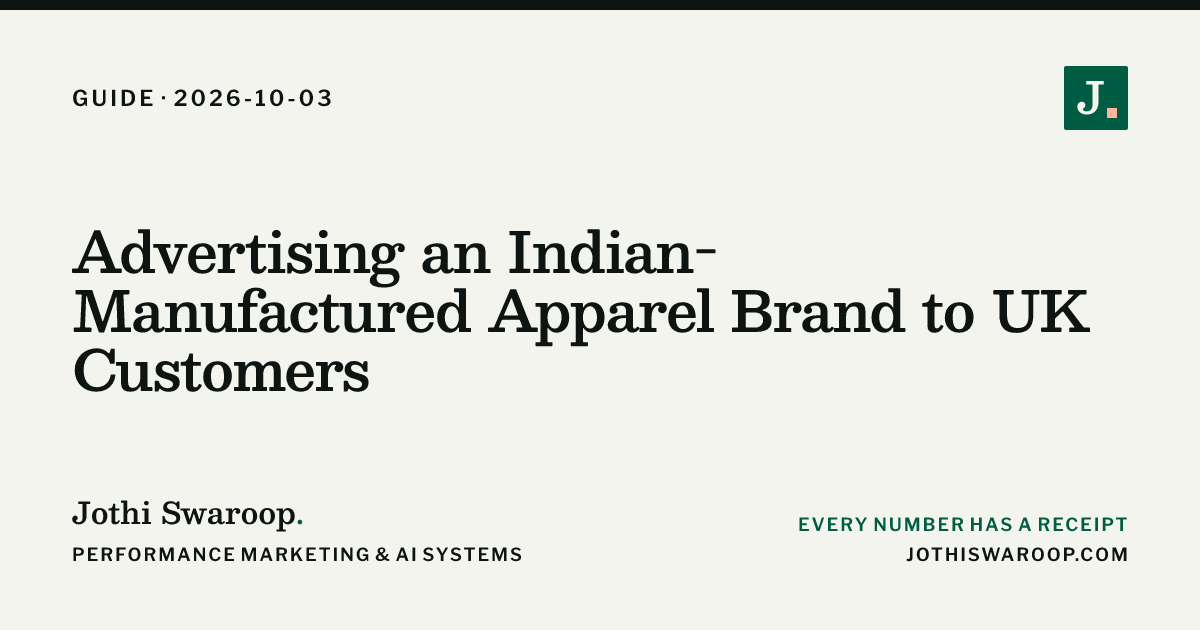 GUIDE · 2026-10-03
J.
Advertising an Indian-
Manufactured Apparel Brand to UK
Customers
Jothi Swaroop.
PERFORMANCE MARKETING & AI SYSTEMS
EVERY NUMBER HAS A RECEIPT
JOTHISWAROOP.COM